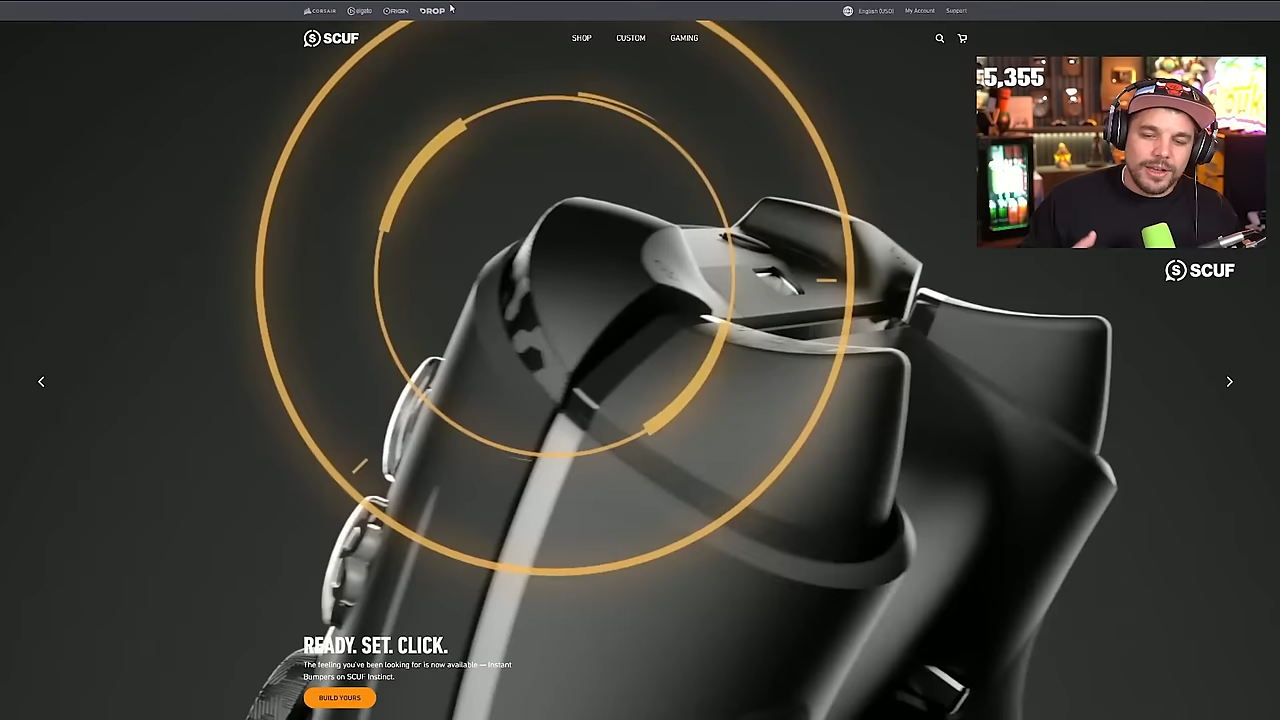 CORSAIR elgato ORIGIN DROP English (USD) My Account Support
SCUF SHOP CUSTOM GAMING
5,355
SCUF
READY. SET. CLICK.
The feeling you've been looking for is now available — Instant
Bumpers on SCUF Instinct.
BUILD YOURS